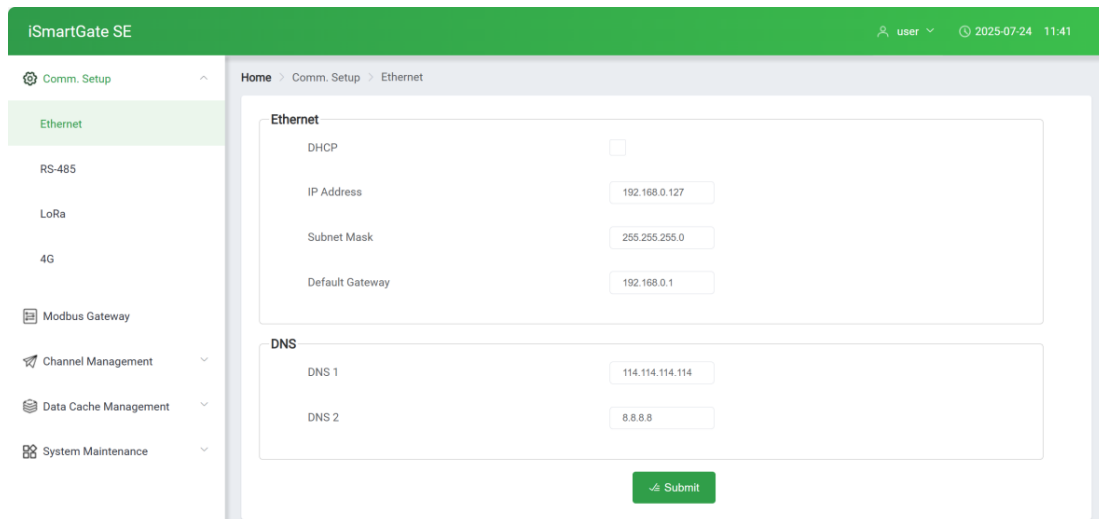 iSmartGate SE
user
2025-07-24 11:41
Comm. Setup
Ethernet
RS-485
LoRa
4G
Modbus Gateway
Channel Management
Data Cache Management
System Maintenance
Home > Comm. Setup > Ethernet
Ethernet
DHCP
IP Address 192.168.0.127
Subnet Mask 255.255.255.0
Default Gateway 192.168.0.1
DNS
DNS 1 114.114.114.114
DNS 2 8.8.8.8
Submit